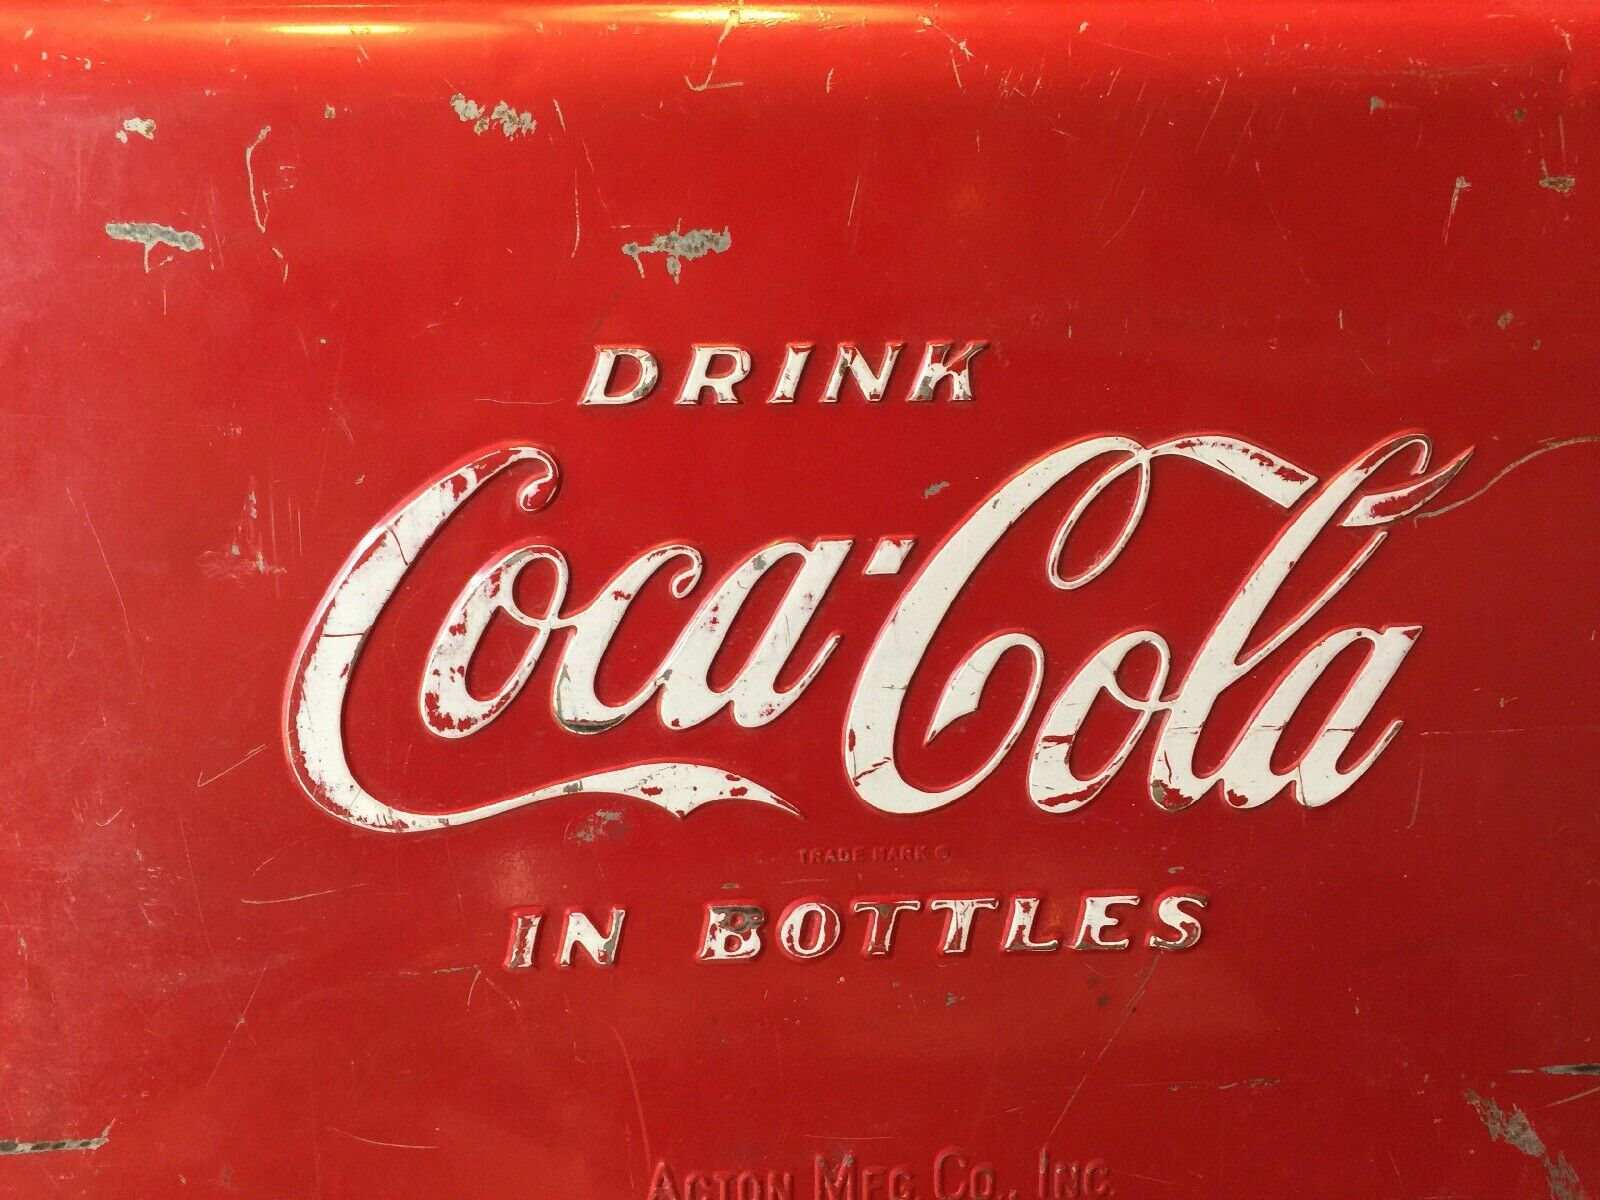 DRINK
Coca-Cola
TRADE MARK ®
IN BOTTLES
ACTON MFG. CO., INC.